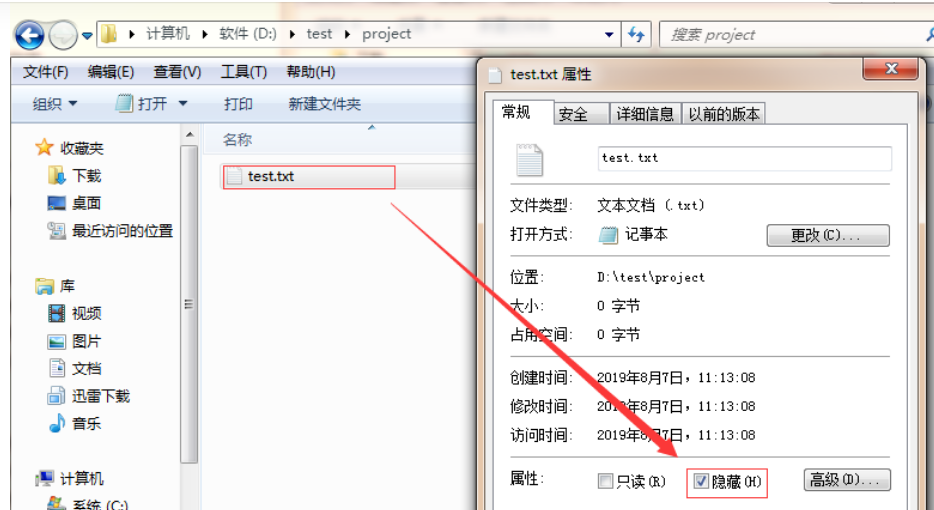 计算机 软件 (D:) test project
搜索 project
文件(F) 编辑(E) 查看(V) 工具(T) 帮助(H)
组织 打开 打印 新建文件夹
收藏夹
下载
桌面
最近访问的位置
库
视频
图片
文档
迅雷下载
音乐
计算机
系统 (C:)
名称
test.txt
test.txt 属性
常规 安全 详细信息 以前的版本
test.txt
文件类型: 文本文档 (.txt)
打开方式: 记事本 更改(C)...
位置: D:\test\project
大小: 0 字节
占用空间: 0 字节
创建时间: 2019年8月7日，11:13:08
修改时间: 2019年8月7日，11:13:08
访问时间: 2019年8月7日，11:13:08
属性: 只读(R) 隐藏(H) 高级(D)...